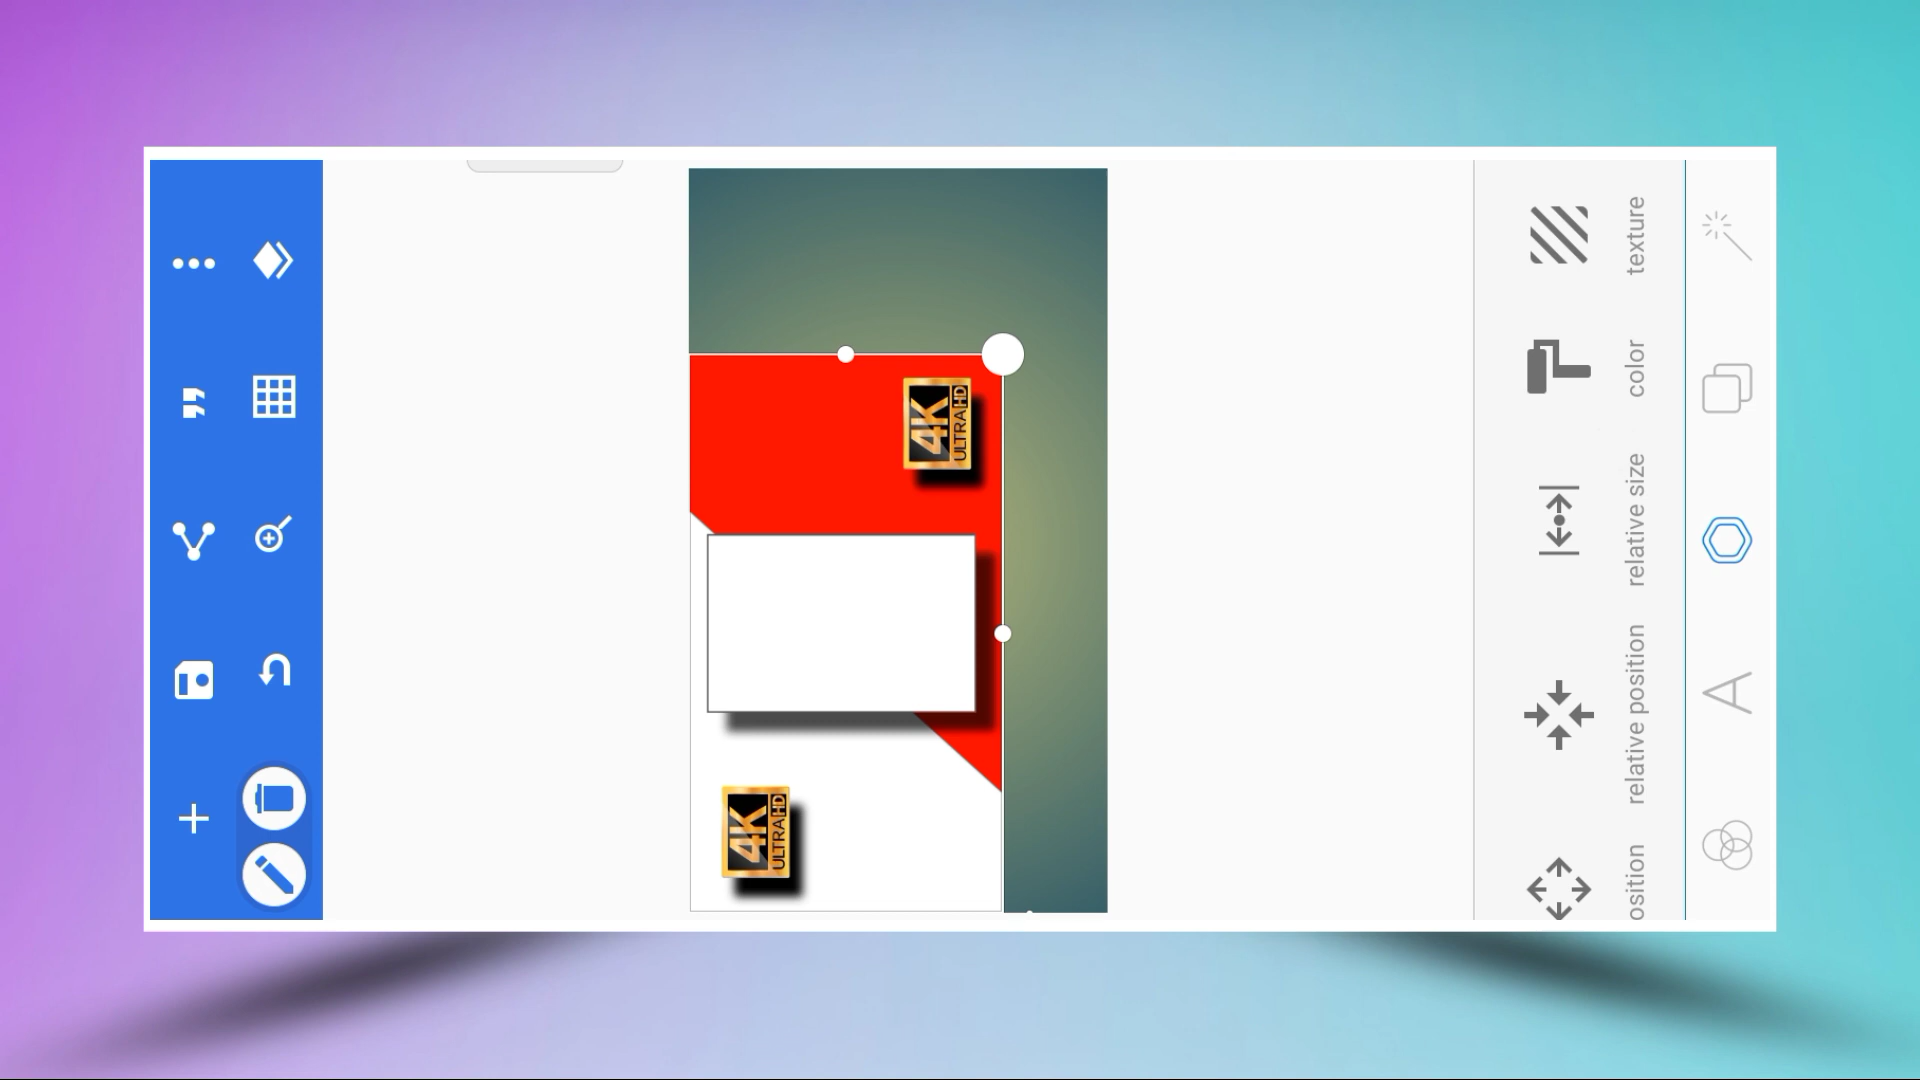 texture
color
relative size
relative position
osition
4K
ULTRA HD
4K
ULTRA HD